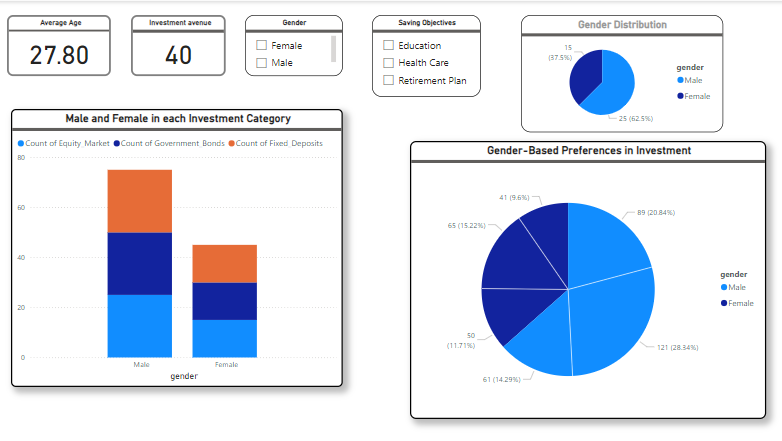 Average Age
27.80
Investment avenue
40
Gender
Female
Male
Saving Objectives
Education
Health Care
Retirement Plan
Gender Distribution
15
(37.5%)
25 (62.5%)
gender
Male
Female
Male and Female in each Investment Category
Count of Equity_Market Count of Government_Bonds Count of Fixed_Deposits
80
60
40
20
0
Male Female
gender
Gender-Based Preferences in Investment
41 (9.6%)
89 (20.84%)
65 (15.22%)
50
(11.71%)
61 (14.29%)
121 (28.34%)
gender
Male
Female